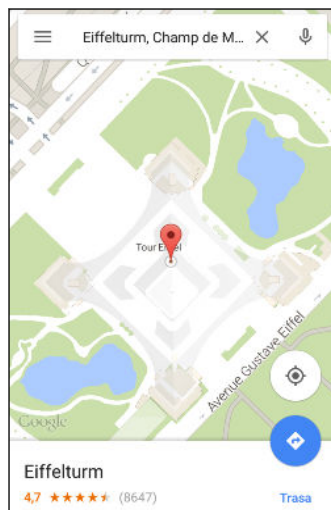 Eiffelturm, Champ de M...
Q
Tour Eiffel
Avenue Gustave Eiffel
Google
Eiffelturm
4,7 (8647) Trasa